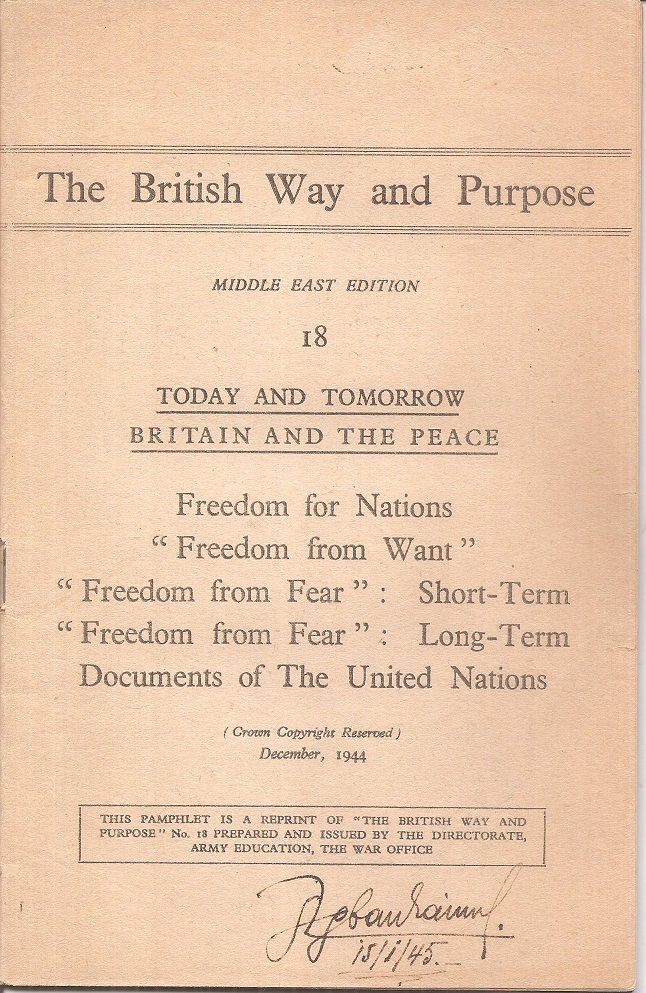 The British Way and Purpose
MIDDLE EAST EDITION
18
TODAY AND TOMORROW
BRITAIN AND THE PEACE
Freedom for Nations
“ Freedom from Want ”
“ Freedom from Fear ” : Short-Term
“ Freedom from Fear ” : Long-Term
Documents of The United Nations
( Crown Copyright Reserved )
December, 1944
THIS PAMPHLET IS A REPRINT OF “THE BRITISH WAY AND
PURPOSE” No. 18 PREPARED AND ISSUED BY THE DIRECTORATE,
ARMY EDUCATION, THE WAR OFFICE
15/1/45.